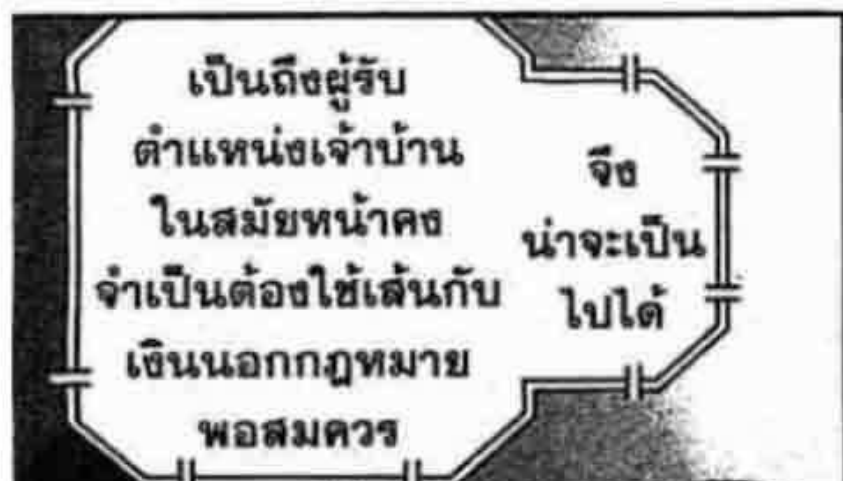 เป็นถึงผู้รับ
ตำแหน่งเจ้าบ้าน
ในสมัยหน้าคง
จำเป็นต้องใช้เส้นกับ
เงินนอกกฎหมาย
พอสมควร
จึง
น่าจะเป็น
ไปได้